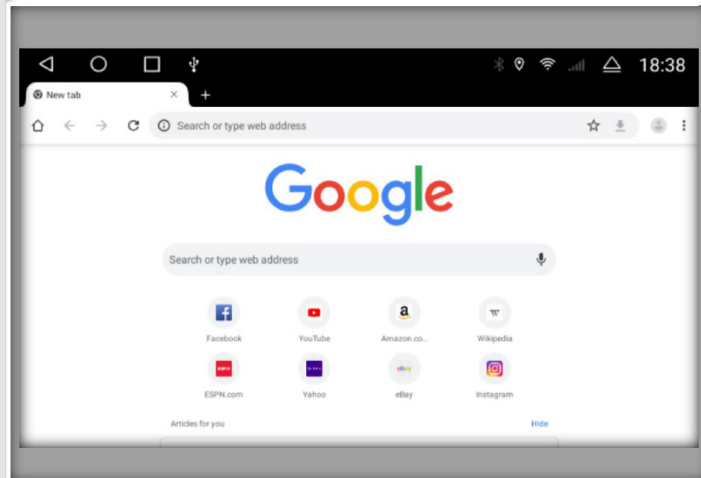 18:38
New tab
Search or type web address
Google
Search or type web address
Facebook
YouTube
Amazon.co...
Wikipedia
ESPN.com
Yahoo
eBay
Instagram
Articles for you
Hide